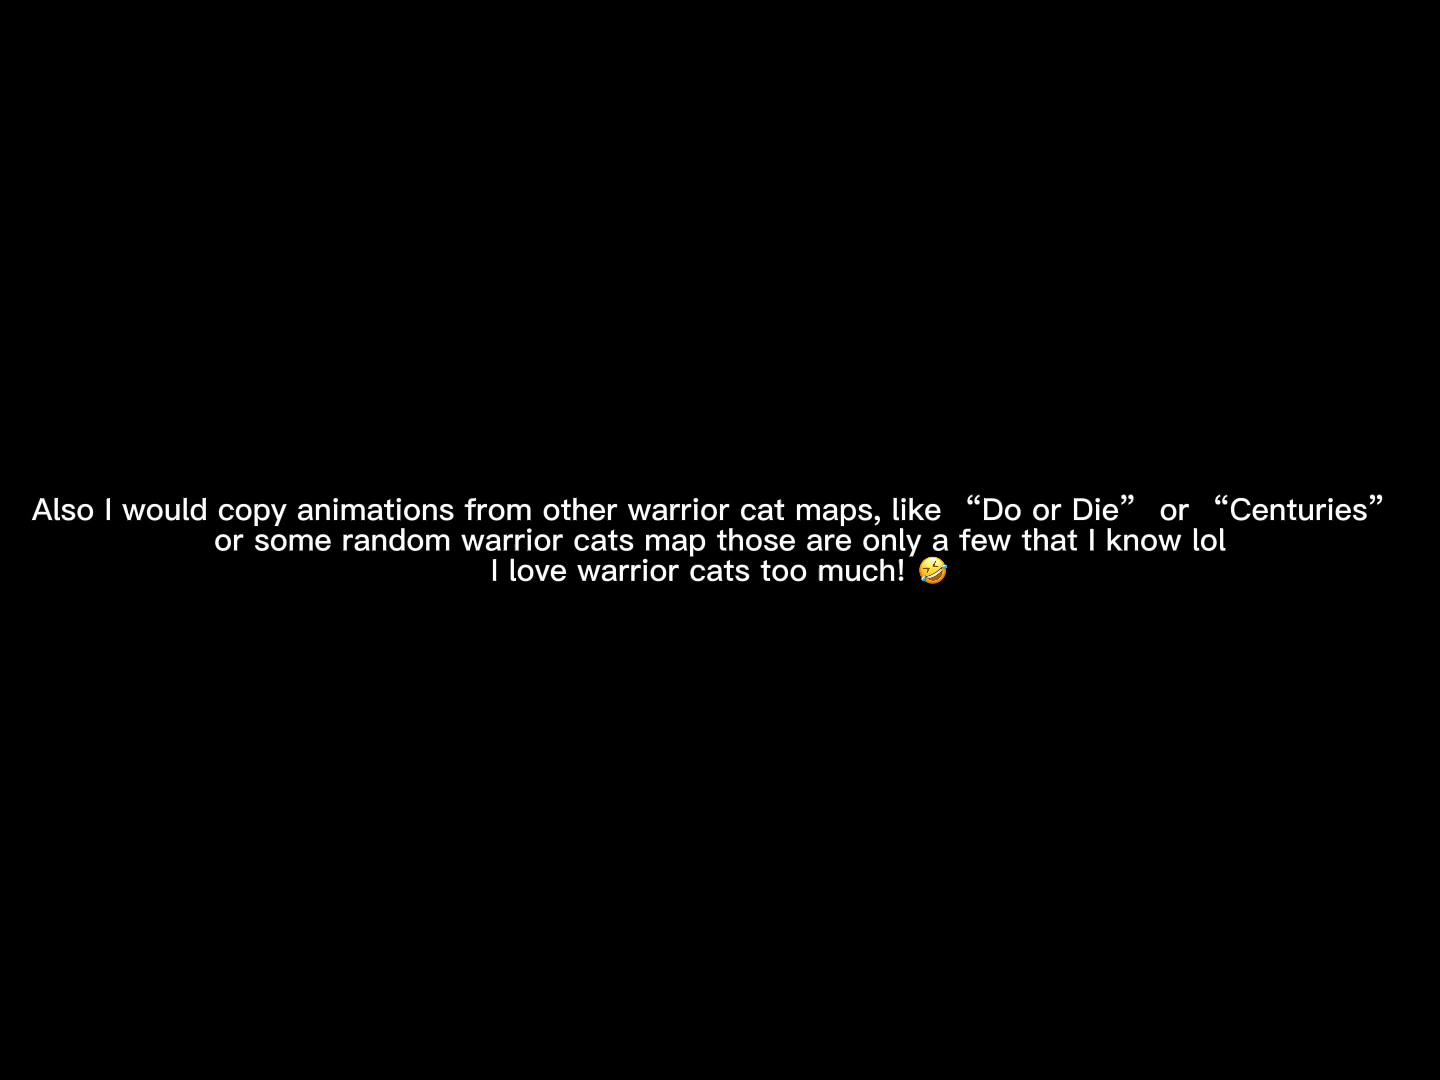 Also I would copy animations from other warrior cat maps, like “Do or Die” or “Centuries”
or some random warrior cats map those are only a few that I know lol
I love warrior cats too much! 🤣